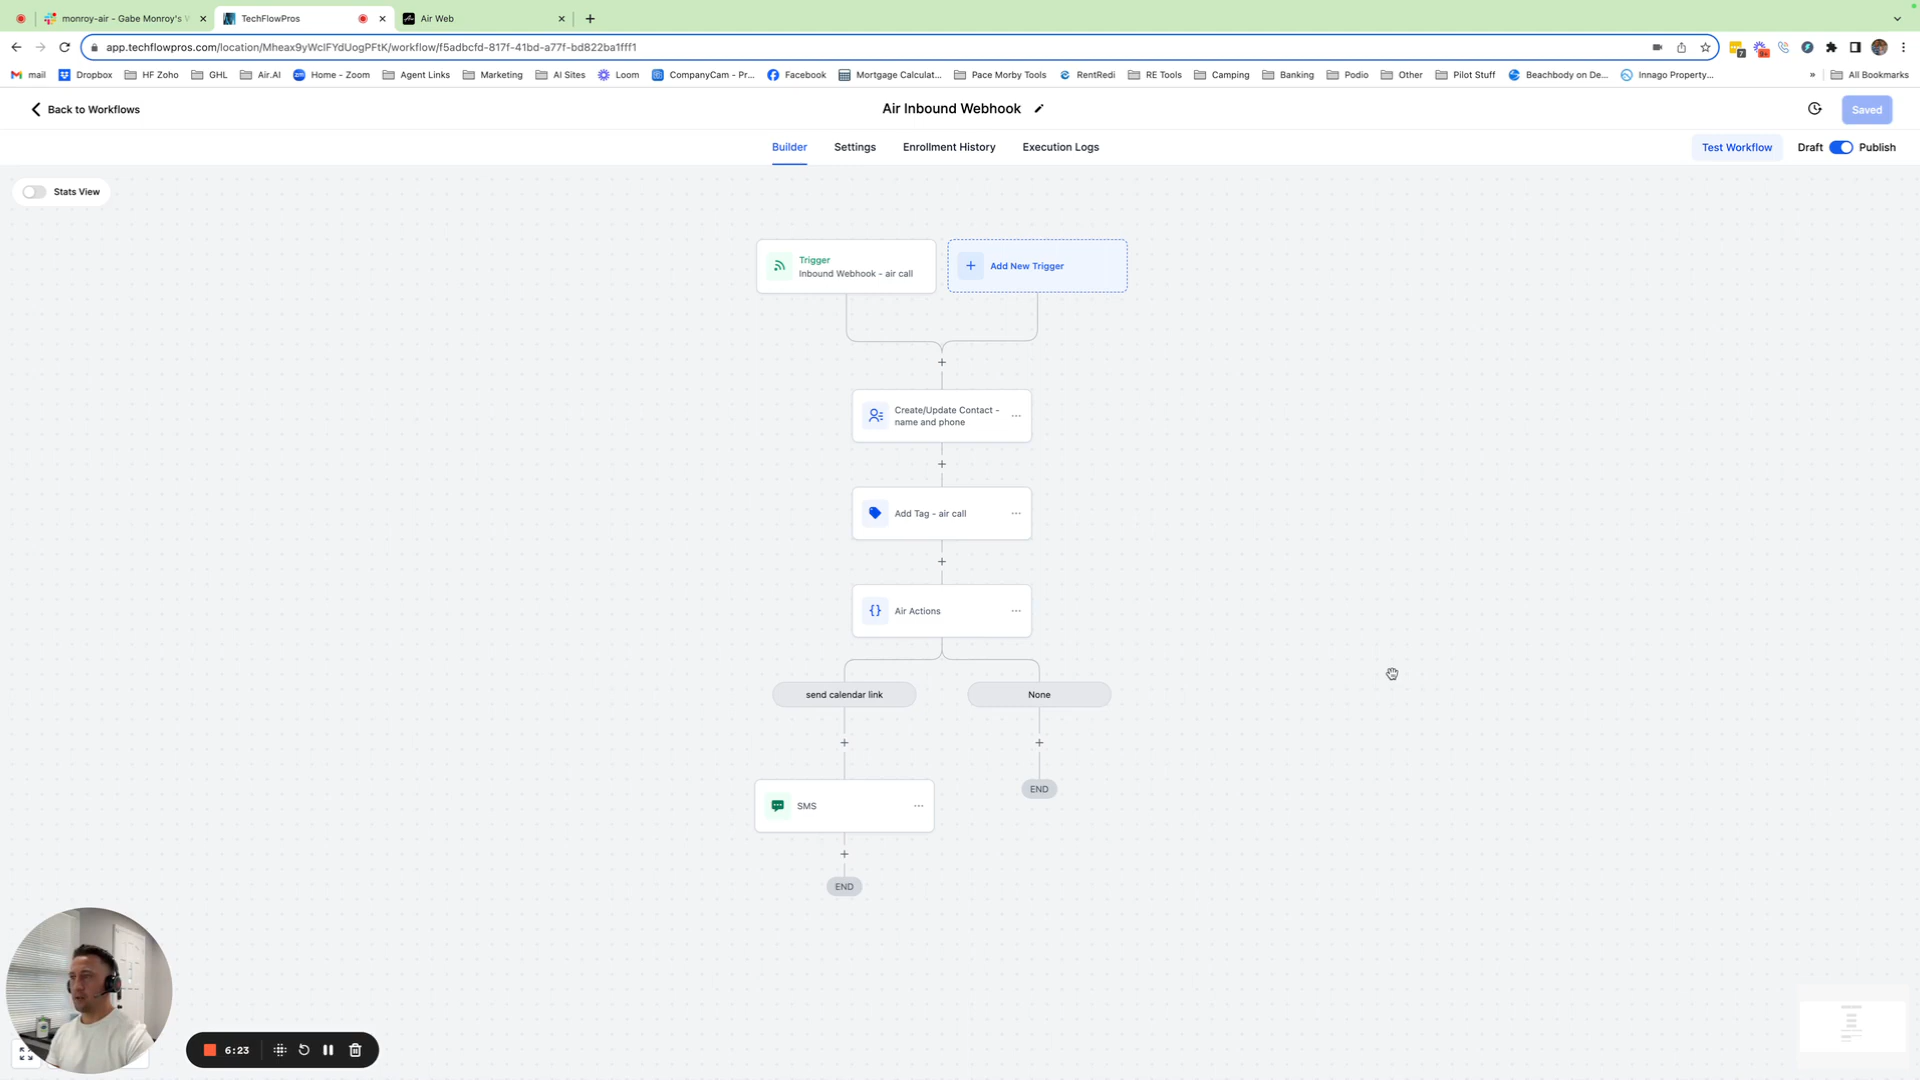 monroy-air - Gabe Monroy's
TechFlowPros
Air Web
app.techflowpros.com/location/Mheax9yWclFYdUogPFtK/workflow/f5adbcfd-817f-41bd-a77f-bd822ba1fff1
7
9+
mail
Dropbox
HF Zoho
GHL
Air.AI
Home - Zoom
Agent Links
Marketing
AI Sites
Loom
CompanyCam - Pr...
Facebook
Mortgage Calculat...
Pace Morby Tools
RentRedi
RE Tools
Camping
Banking
Podio
Other
Pilot Stuff
Beachbody on De...
Innago Property...
»
All Bookmarks
Back to Workflows
Air Inbound Webhook
Saved
Builder
Settings
Enrollment History
Execution Logs
Test Workflow
Draft
Publish
Stats View
Trigger
Inbound Webhook - air call
Add New Trigger
Create/Update Contact -
name and phone
Add Tag - air call
Air Actions
send calendar link
None
SMS
END
END
6:23